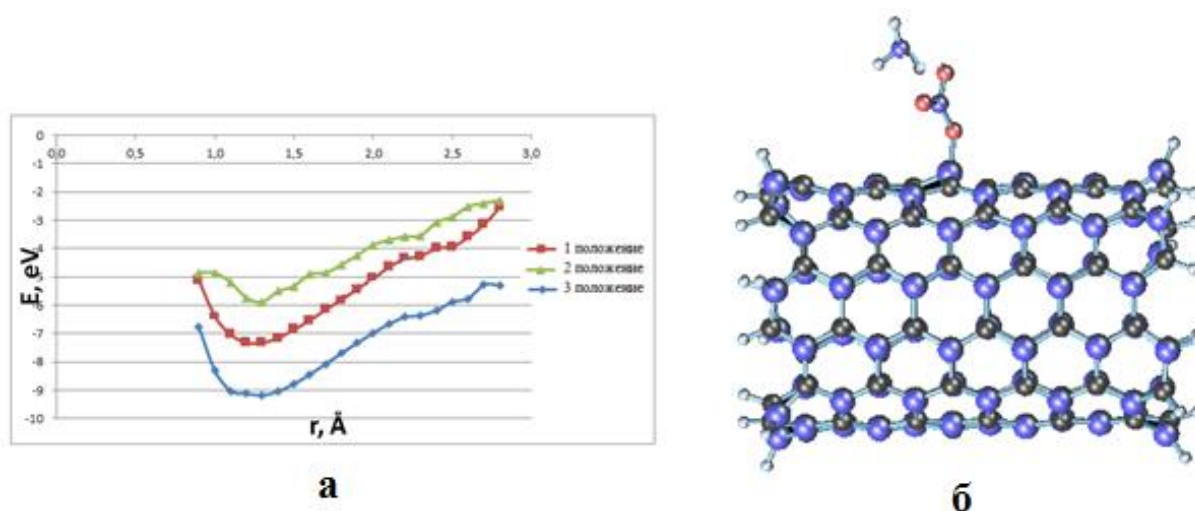 0
0,0 0,5 1,0 1,5 2,0 2,5 3,0
-1
-2
-3
-4
-5
-6
-7
-8
-9
-10
E, eV
r, Å
1 положение
2 положение
3 положение
а
б